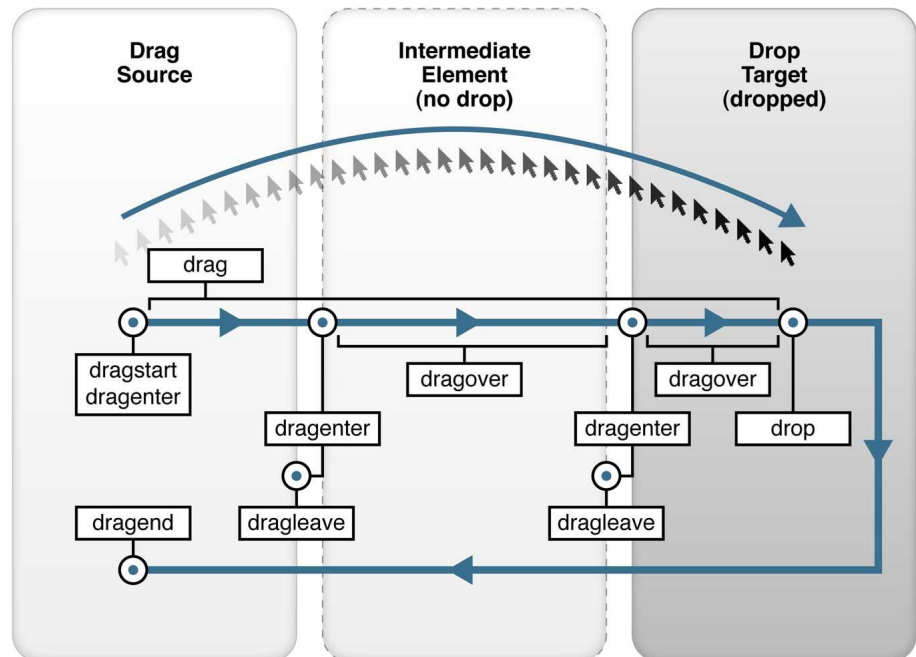 Drag
Source
Intermediate
Element
(no drop)
Drop
Target
(dropped)
drag
dragstart
dragenter
dragover
dragover
dragenter
dragenter
drop
dragend
dragleave
dragleave